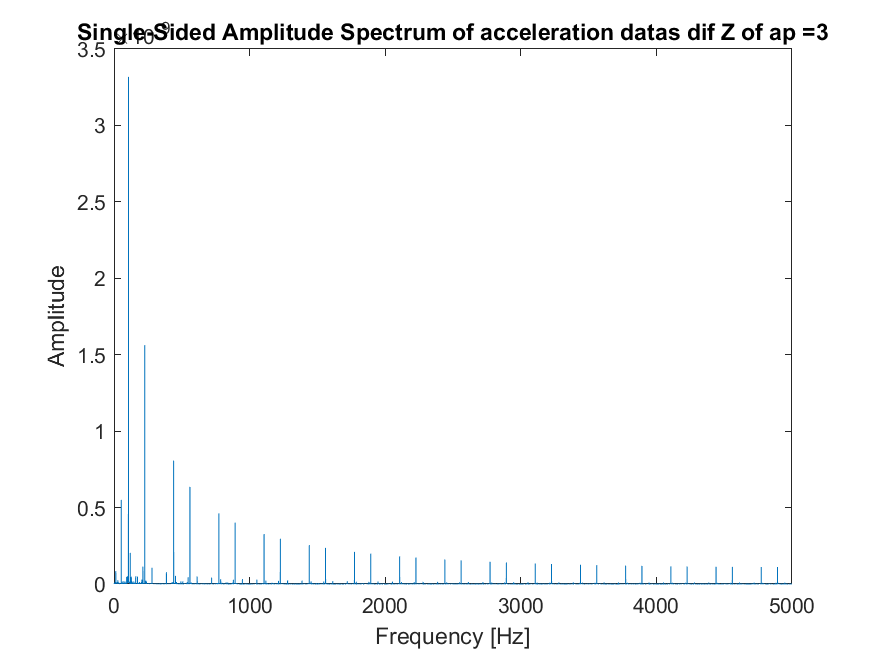 Single-Sided Amplitude Spectrum of acceleration datas dif Z of ap =3
3.5
3
2.5
2
1.5
1
0.5
0
Amplitude
0 1000 2000 3000 4000 5000
Frequency [Hz]